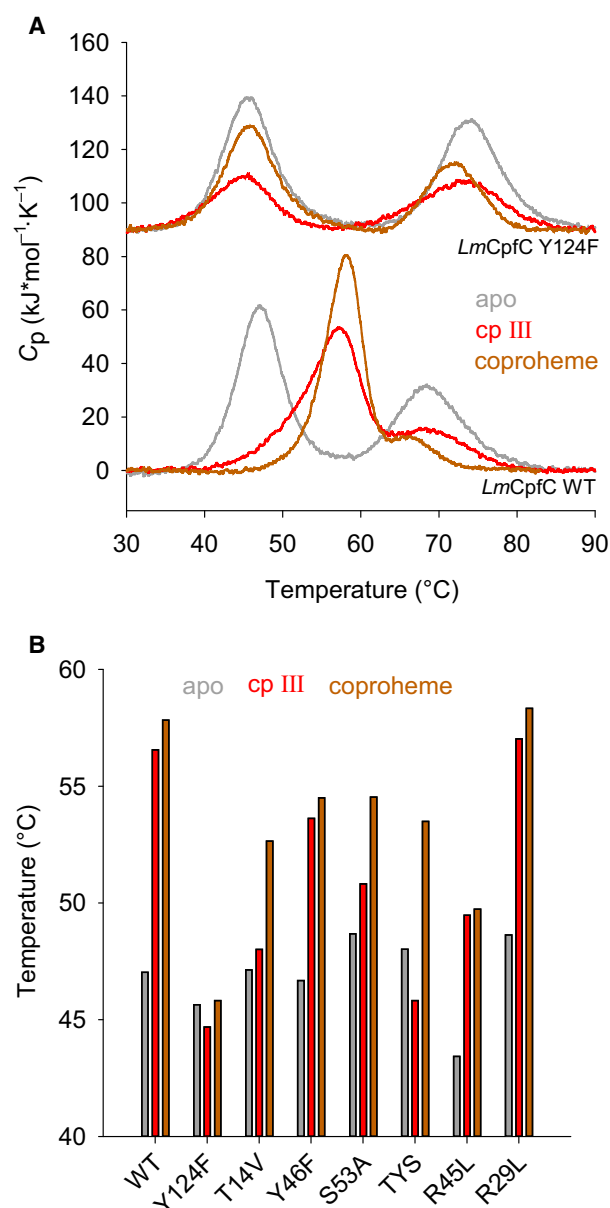 A
160
140
120
100
80
60
40
20
0
Cp (kJ*mol⁻¹·K⁻¹)
LmCpfC Y124F
apo
cp III
coproheme
LmCpfC WT
30 40 50 60 70 80 90
Temperature (°C)
B
60
55
50
45
40
Temperature (°C)
apo cp III coproheme
WT Y124F T14V Y46F S53A TYS R45L R29L